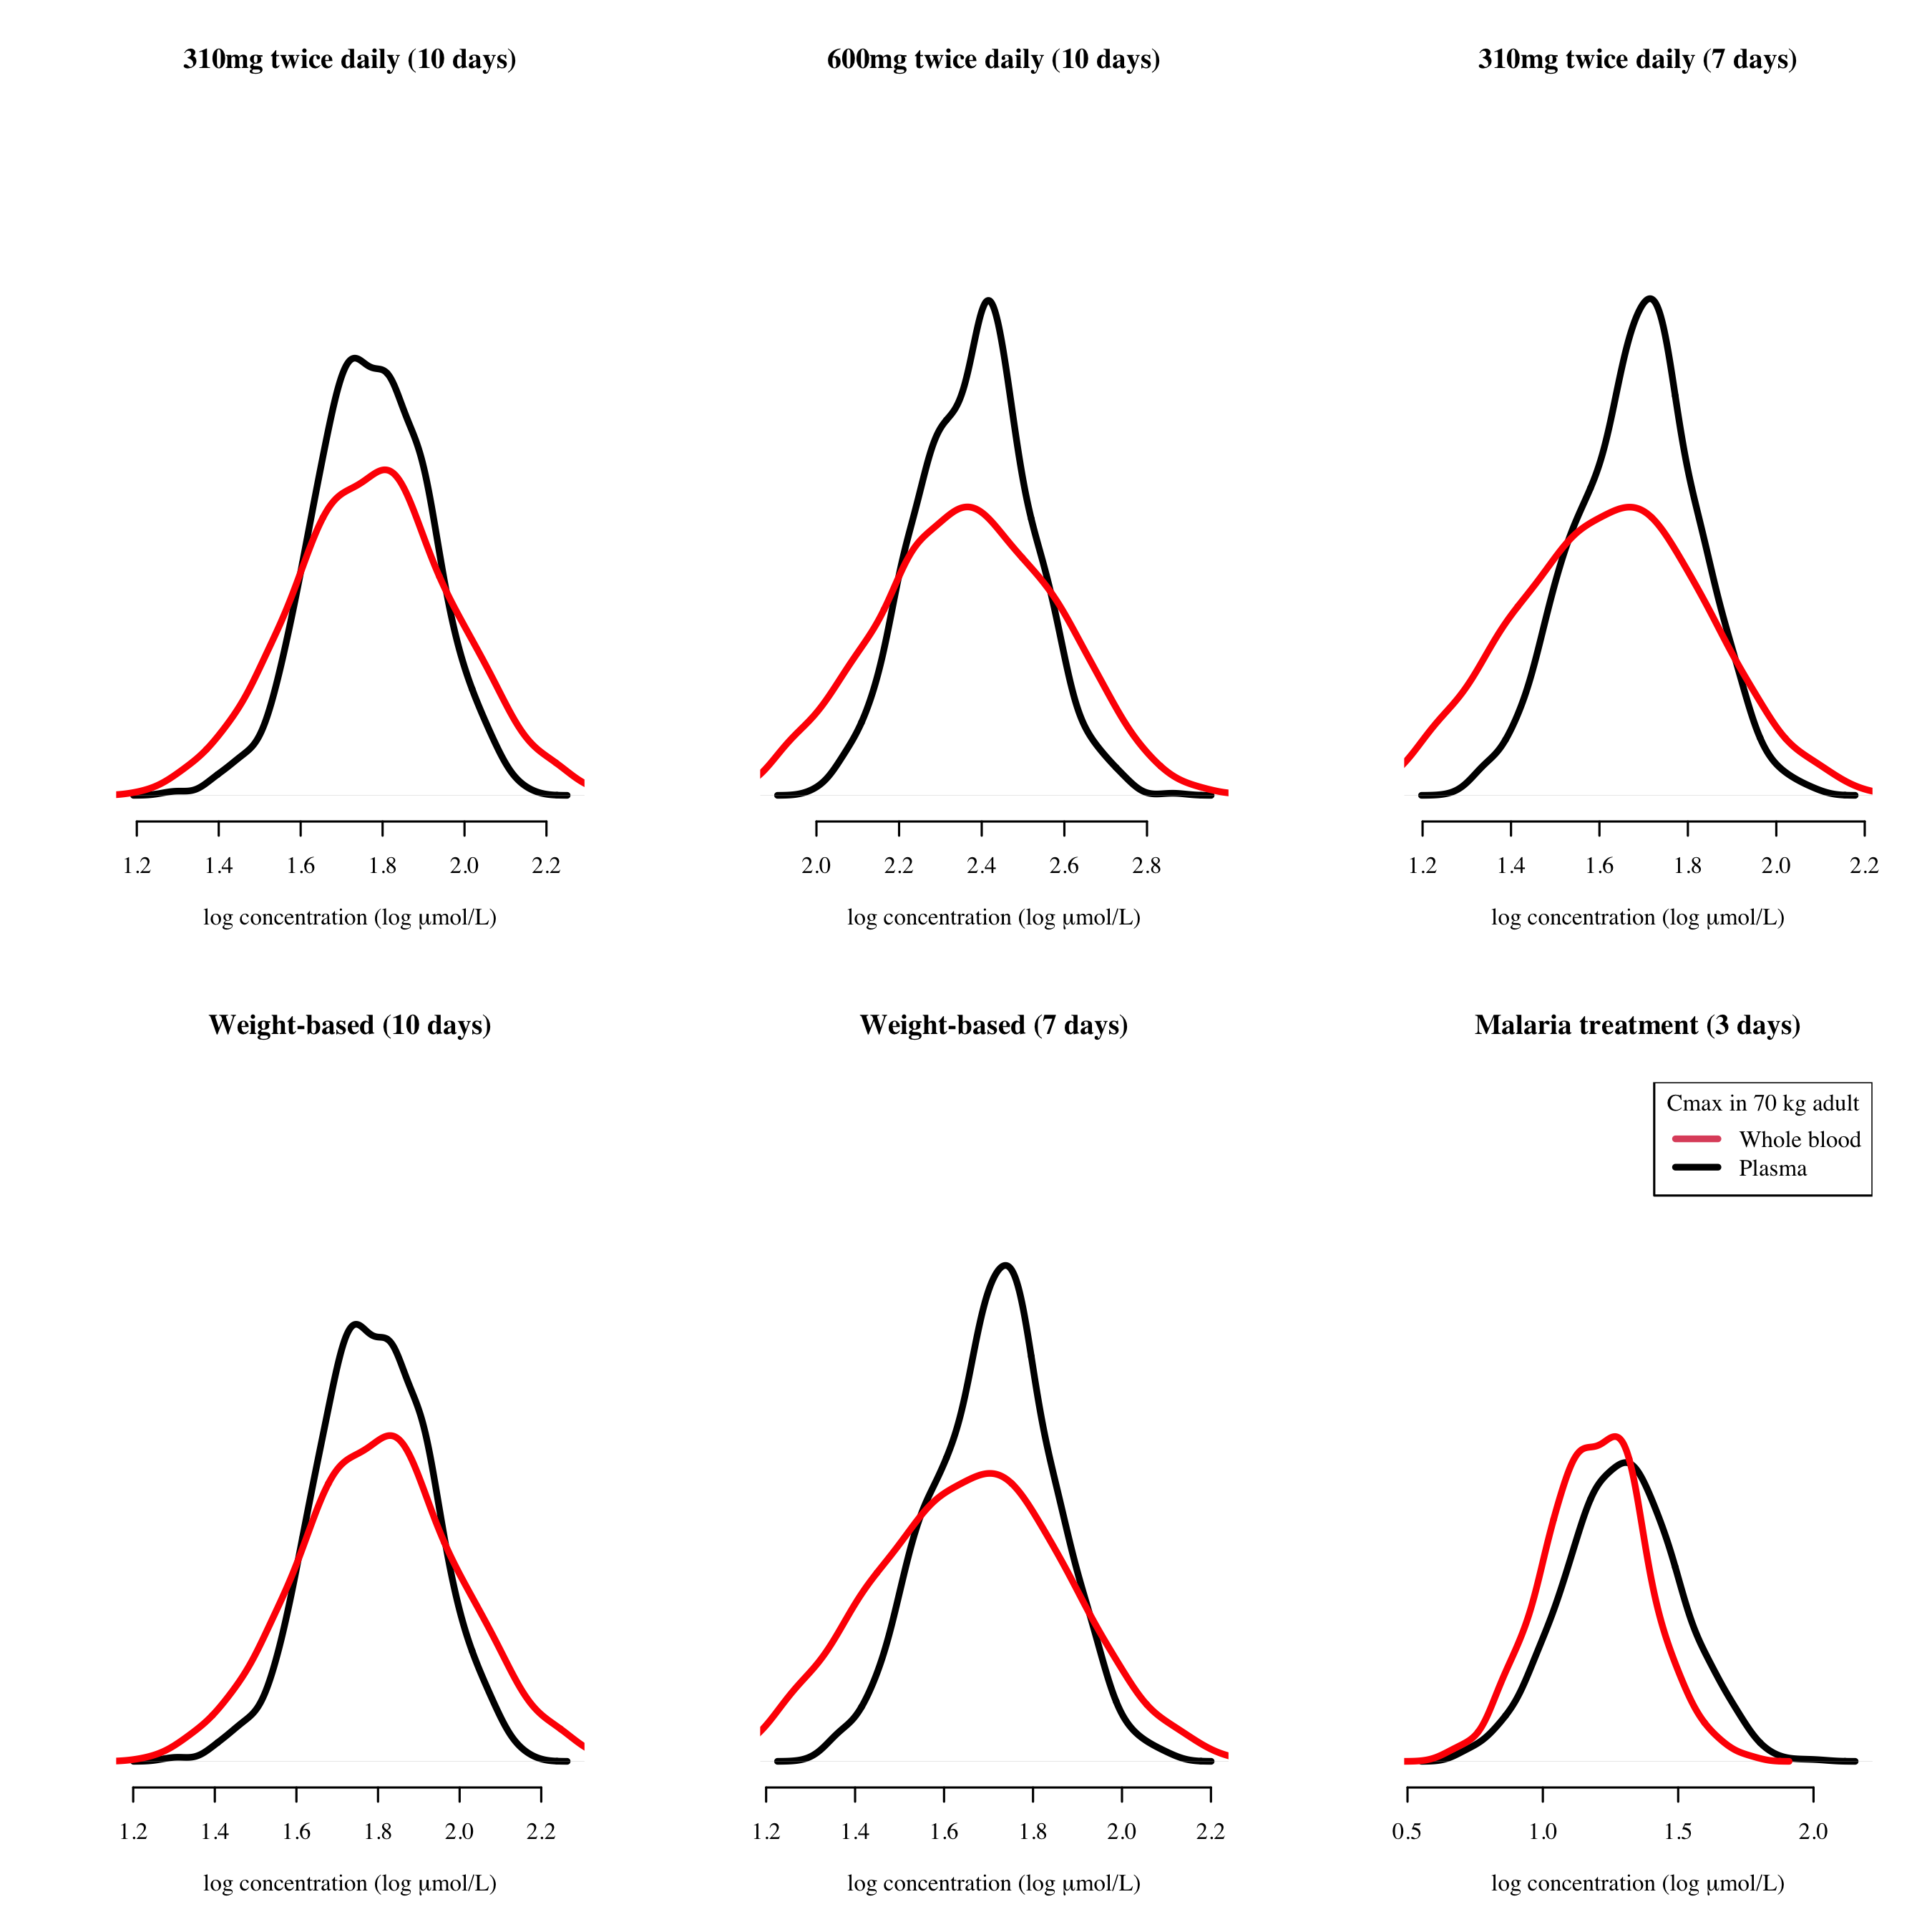 310mg twice daily (10 days)
1.2 1.4 1.6 1.8 2.0 2.2
log concentration (log μmol/L)
600mg twice daily (10 days)
2.0 2.2 2.4 2.6 2.8
log concentration (log μmol/L)
310mg twice daily (7 days)
1.2 1.4 1.6 1.8 2.0 2.2
log concentration (log μmol/L)
Weight-based (10 days)
1.2 1.4 1.6 1.8 2.0 2.2
log concentration (log μmol/L)
Weight-based (7 days)
1.2 1.4 1.6 1.8 2.0 2.2
log concentration (log μmol/L)
Malaria treatment (3 days)
Cmax in 70 kg adult
Whole blood
Plasma
0.5 1.0 1.5 2.0
log concentration (log μmol/L)